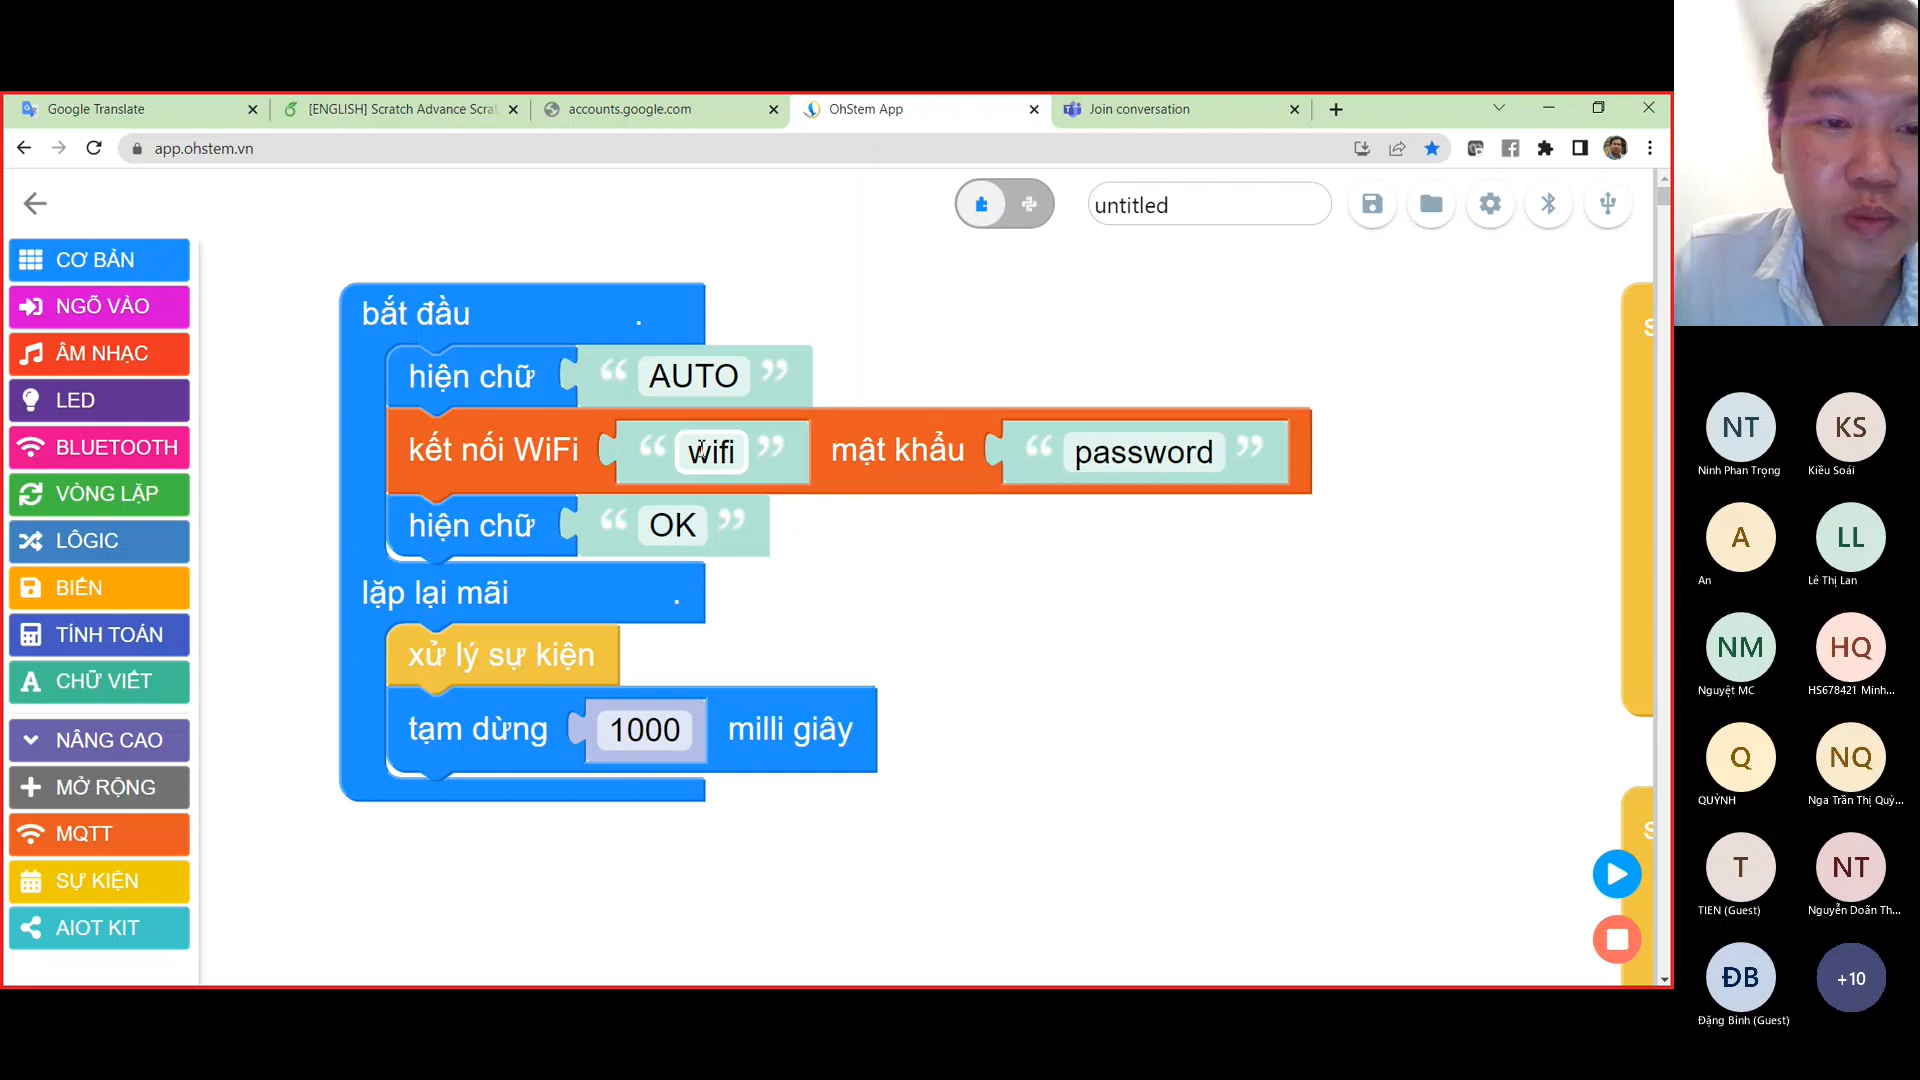 Google Translate
[ENGLISH] Scratch Advance Scrat
accounts.google.com
OhStem App
Join conversation
app.ohstem.vn
untitled
CƠ BẢN
NGÕ VÀO
ÂM NHẠC
LED
BLUETOOTH
VÒNG LẶP
LÔGIC
BIẾN
TÍNH TOÁN
CHỮ VIẾT
NÂNG CAO
MỞ RỘNG
MQTT
SỰ KIỆN
AIOT KIT
bắt đầu .
hiện chữ “ AUTO ”
kết nối WiFi “ wifi ” mật khẩu “ password ”
hiện chữ “ OK ”
lặp lại mãi .
xử lý sự kiện
tạm dừng 1000 milli giây
s
s
NT KS
Ninh Phan Trọng Kiều Soái
A LL
An Lê Thị Lan
NM HQ
Nguyệt MC HS678421 Minh...
Q NQ
QUỲNH Nga Trần Thị Quỳ...
T NT
TIEN (Guest) Nguyễn Doãn Th...
ĐB +10
Đặng Bình (Guest)